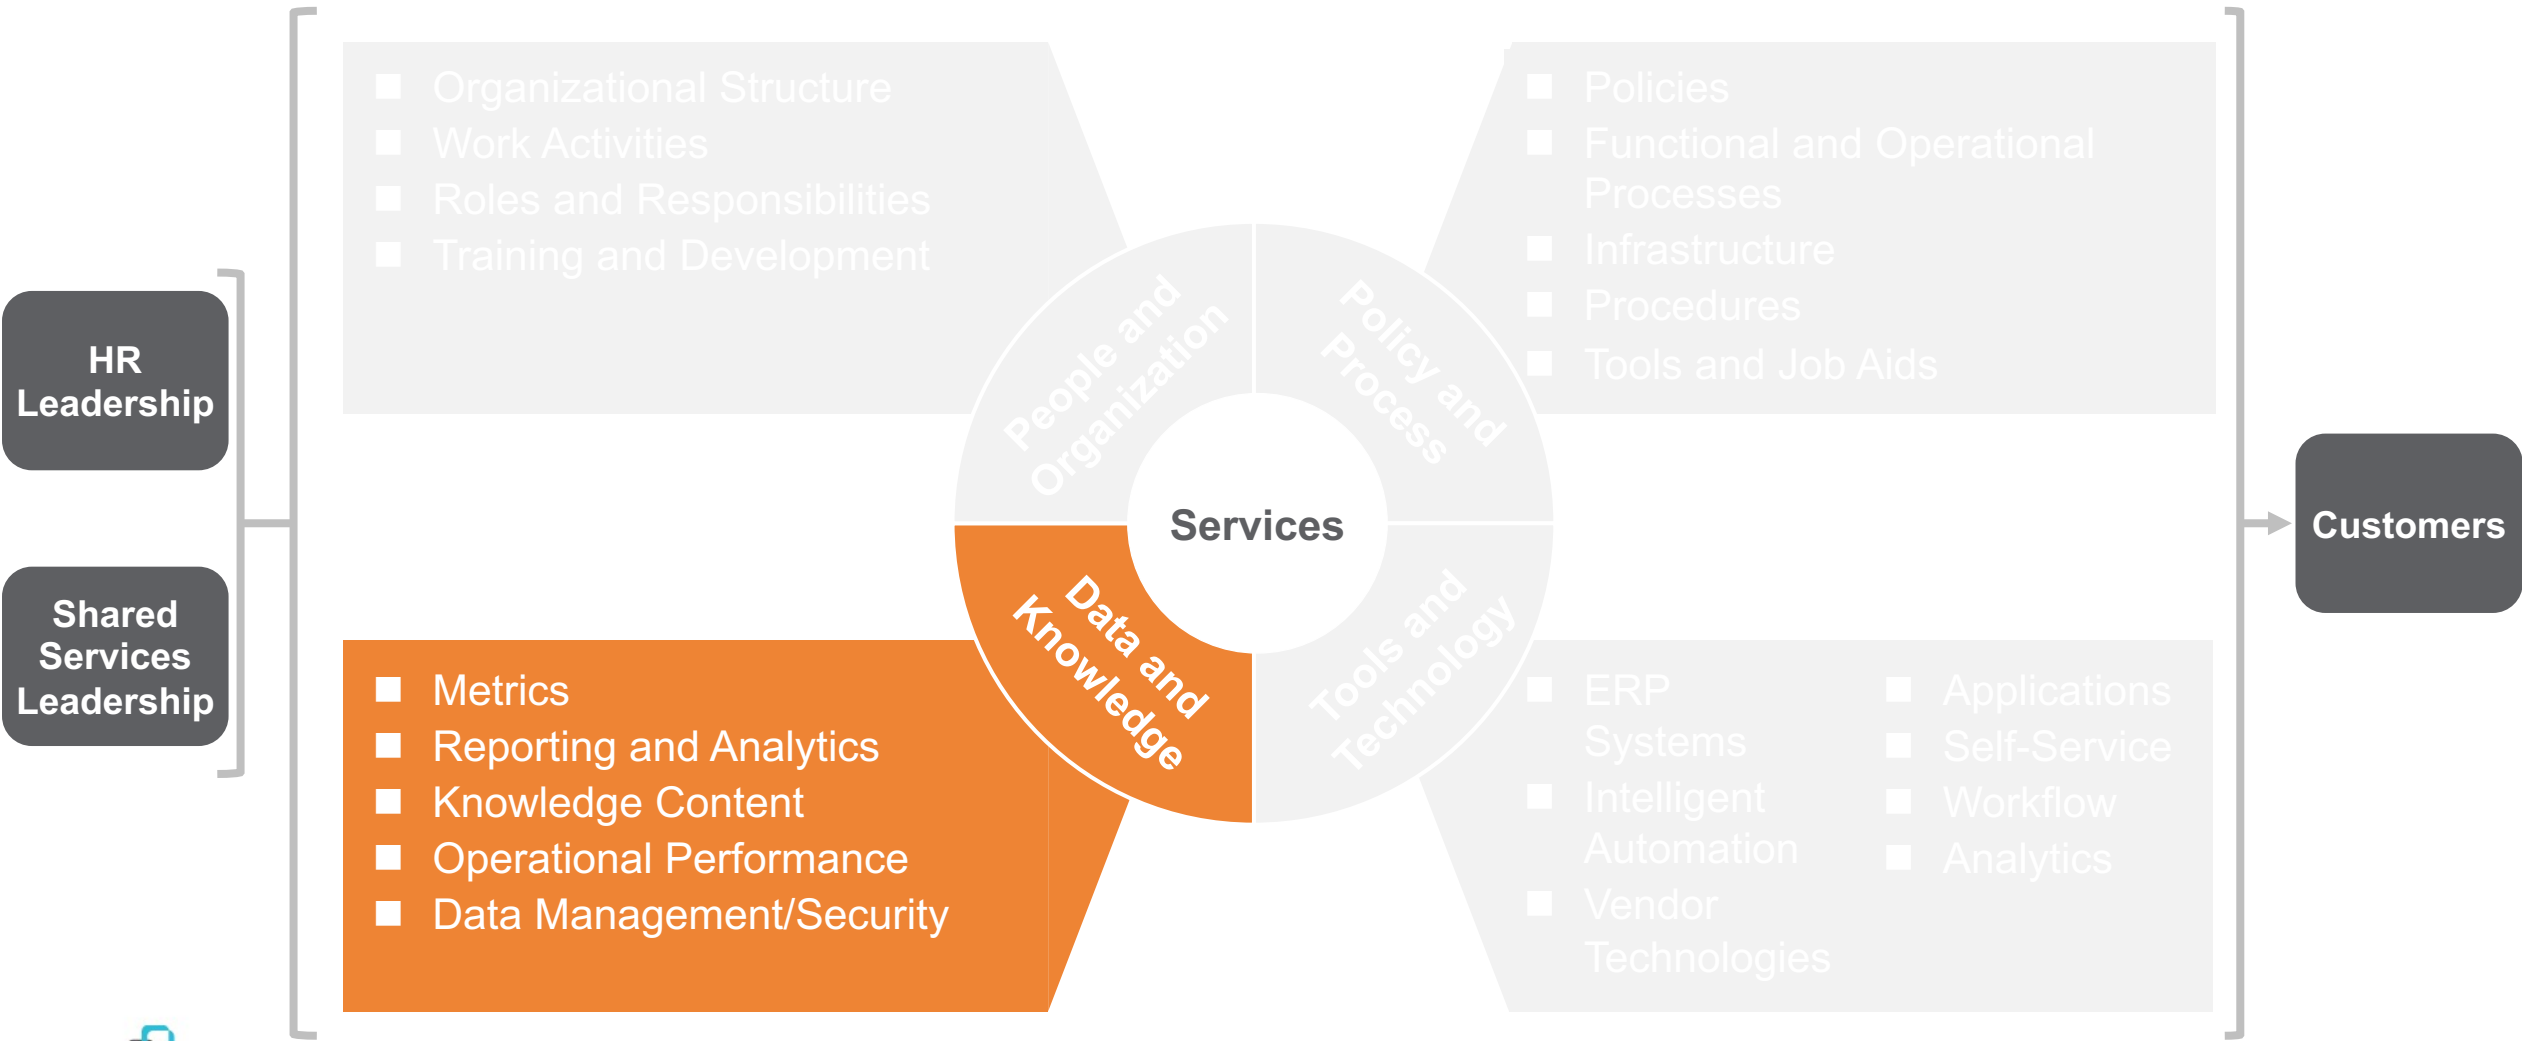 Organizational Structure
Work Activities
Roles and Responsibilities
Training and Development
Policies
Functional and Operational
Processes
Infrastructure
Procedures
Tools and Job Aids
HR
Leadership
Shared
Services
Leadership
People and
Organization
Policy and
Process
Services
Data and
Knowledge
Tools and
Technology
Customers
Metrics
Reporting and Analytics
Knowledge Content
Operational Performance
Data Management/Security
ERP
Systems
Intelligent
Automation
Vendor
Technologies
Applications
Self-Service
Workflow
Analytics